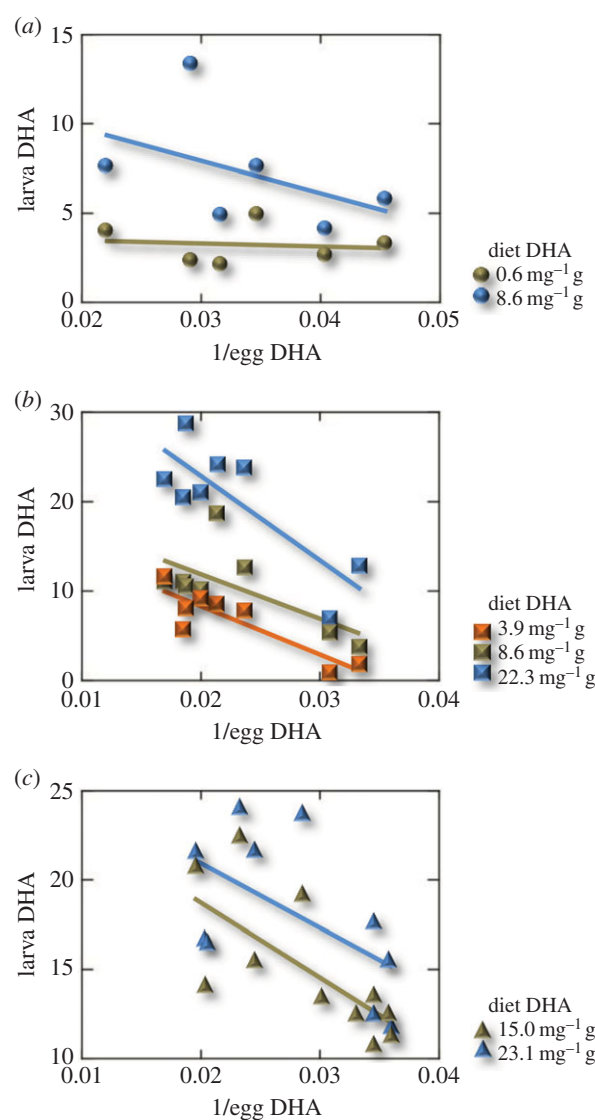 (a)
15
10
5
0
larva DHA
0.02 0.03 0.04 0.05
1/egg DHA
diet DHA
0.6 mg⁻¹ g
8.6 mg⁻¹ g
(b)
30
20
10
0
larva DHA
0.01 0.02 0.03 0.04
1/egg DHA
diet DHA
3.9 mg⁻¹ g
8.6 mg⁻¹ g
22.3 mg⁻¹ g
(c)
25
20
15
10
larva DHA
0.01 0.02 0.03 0.04
1/egg DHA
diet DHA
15.0 mg⁻¹ g
23.1 mg⁻¹ g